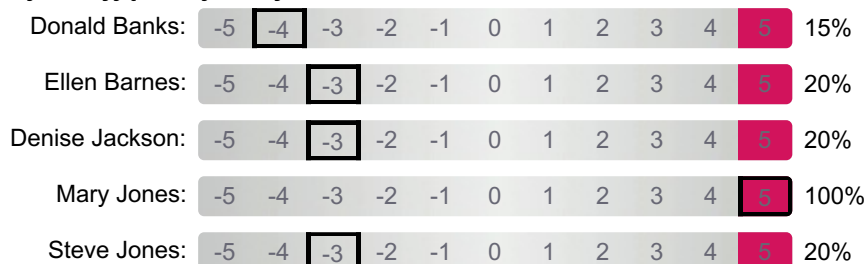 Donald Banks: -5 -4 -3 -2 -1 0 1 2 3 4 5 15%
Ellen Barnes: -5 -4 -3 -2 -1 0 1 2 3 4 5 20%
Denise Jackson: -5 -4 -3 -2 -1 0 1 2 3 4 5 20%
Mary Jones: -5 -4 -3 -2 -1 0 1 2 3 4 5 100%
Steve Jones: -5 -4 -3 -2 -1 0 1 2 3 4 5 20%